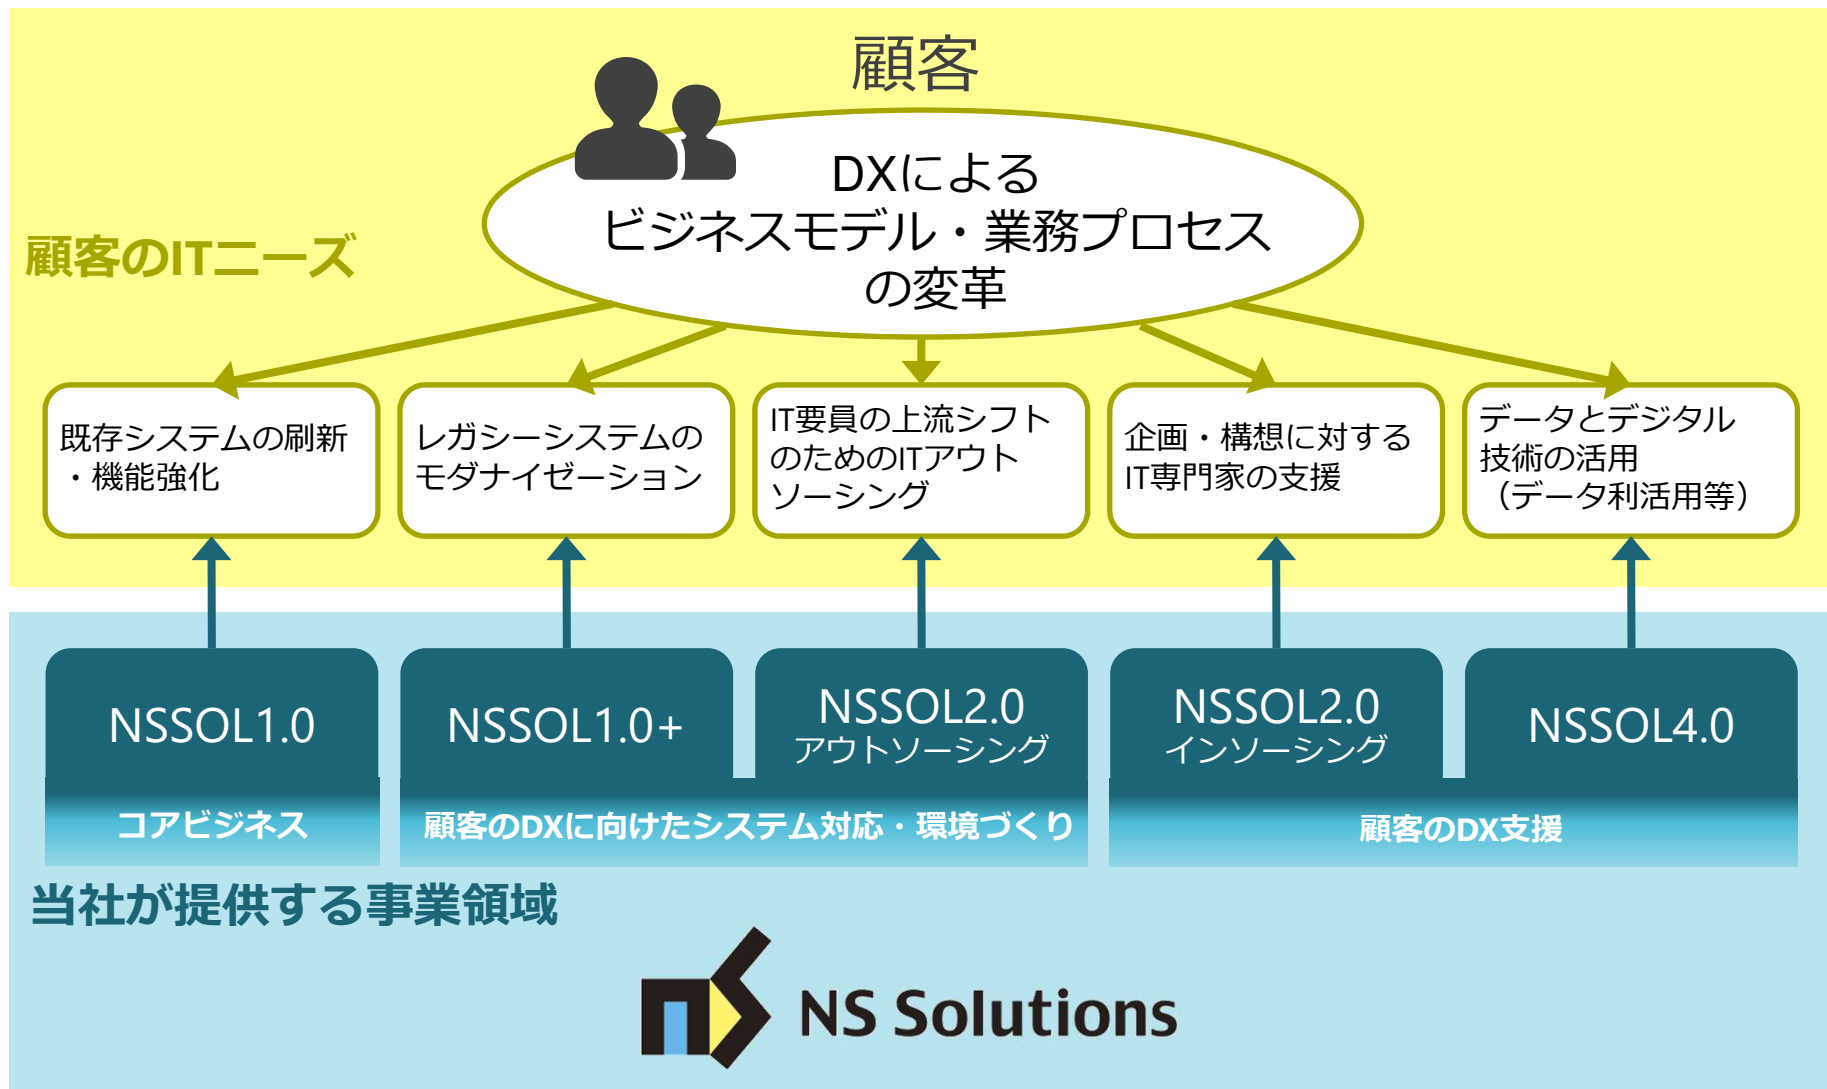 顧客
DXによる
ビジネスモデル・業務プロセス
の変革
顧客のITニーズ
既存システムの刷新
・機能強化
レガシーシステムの
モダナイゼーション
IT要員の上流シフト
のためのITアウト
ソーシング
企画・構想に対する
IT専門家の支援
データとデジタル
技術の活用
（データ利活用等）
NSSOL1.0
NSSOL1.0+
NSSOL2.0
アウトソーシング
NSSOL2.0
インソーシング
NSSOL4.0
コアビジネス
顧客のDXに向けたシステム対応・環境づくり
顧客のDX支援
当社が提供する事業領域
NS Solutions